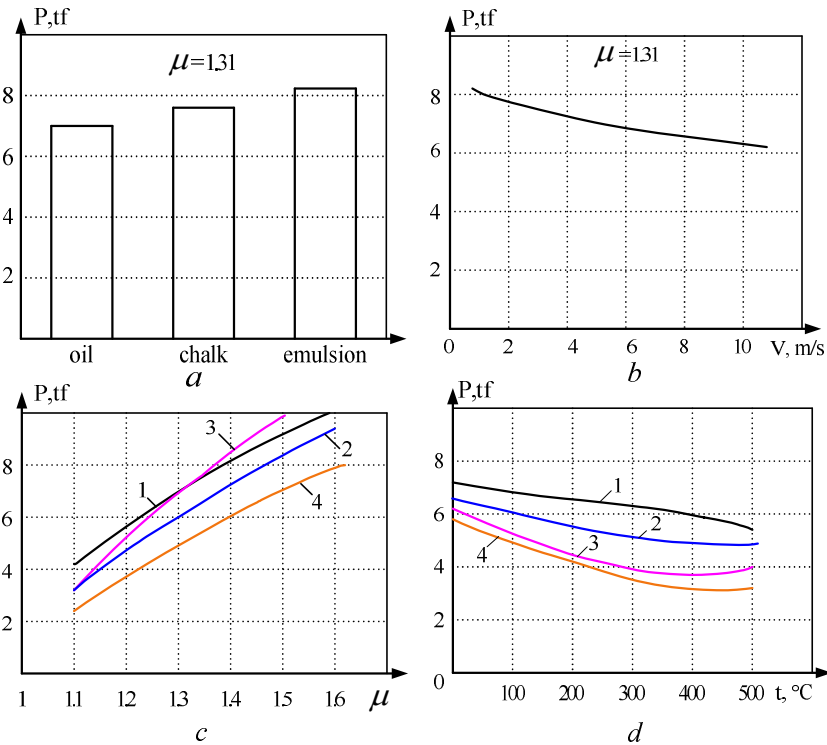 P,tf
μ=1.31
8
6
4
2
oil chalk emulsion
a
P,tf
μ=1.31
8
6
4
2
0 2 4 6 8 10 V, m/s
b
P,tf
3
2
1
4
8
6
4
2
1 1.1 1.2 1.3 1.4 1.5 1.6 μ
c
P,tf
8
6
4
2
0
1
2
3
4
100 200 300 400 500 t, °C
d